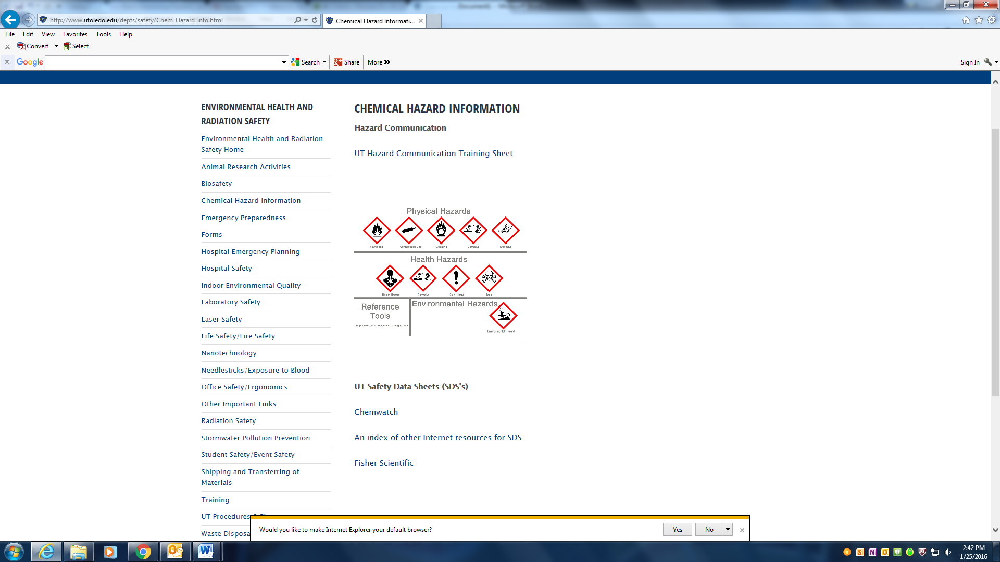 http://www.utoledo.edu/depts/safety/Chem_Hazard_info.html
Chemical Hazard Informati...
File Edit View Favorites Tools Help
Convert Select
Google Search Share More Sign In
ENVIRONMENTAL HEALTH AND
RADIATION SAFETY
Environmental Health and Radiation
Safety Home
Animal Research Activities
Biosafety
Chemical Hazard Information
Emergency Preparedness
Forms
Hospital Emergency Planning
Hospital Safety
Indoor Environmental Quality
Laboratory Safety
Laser Safety
Life Safety/Fire Safety
Nanotechnology
Needlesticks/Exposure to Blood
Office Safety/Ergonomics
Other Important Links
Radiation Safety
Stormwater Pollution Prevention
Student Safety/Event Safety
Shipping and Transferring of
Materials
Training
UT Procedures
Waste Disposa
CHEMICAL HAZARD INFORMATION
Hazard Communication
UT Hazard Communication Training Sheet
Physical Hazards
Flammable Compressed Gas Oxidizing Corrosive Explosive
Health Hazards
Health Hazard Corrosive Skin Irritant Toxic
Reference
Tools
Environmental Hazards
Environmental Hazard
UT Safety Data Sheets (SDS's)
Chemwatch
An index of other Internet resources for SDS
Fisher Scientific
Would you like to make Internet Explorer your default browser? Yes No
2:42 PM
1/25/2016